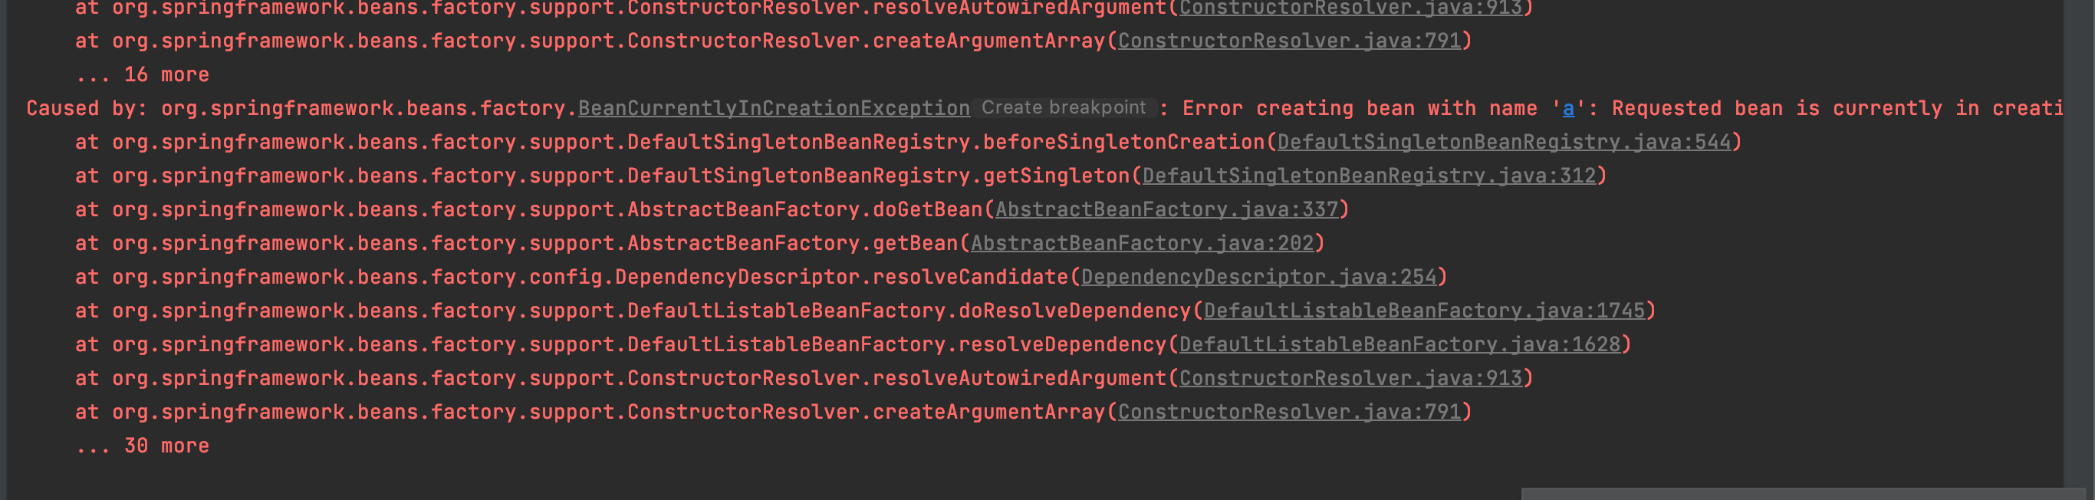 at org.springframework.beans.factory.support.ConstructorResolver.resolveAutowiredArgument(ConstructorResolver.java:913)
at org.springframework.beans.factory.support.ConstructorResolver.createArgumentArray(ConstructorResolver.java:791)
... 16 more
Caused by: org.springframework.beans.factory.BeanCurrentlyInCreationException Create breakpoint : Error creating bean with name 'a': Requested bean is currently in creati
at org.springframework.beans.factory.support.DefaultSingletonBeanRegistry.beforeSingletonCreation(DefaultSingletonBeanRegistry.java:544)
at org.springframework.beans.factory.support.DefaultSingletonBeanRegistry.getSingleton(DefaultSingletonBeanRegistry.java:312)
at org.springframework.beans.factory.support.AbstractBeanFactory.doGetBean(AbstractBeanFactory.java:337)
at org.springframework.beans.factory.support.AbstractBeanFactory.getBean(AbstractBeanFactory.java:202)
at org.springframework.beans.factory.config.DependencyDescriptor.resolveCandidate(DependencyDescriptor.java:254)
at org.springframework.beans.factory.support.DefaultListableBeanFactory.doResolveDependency(DefaultListableBeanFactory.java:1745)
at org.springframework.beans.factory.support.DefaultListableBeanFactory.resolveDependency(DefaultListableBeanFactory.java:1628)
at org.springframework.beans.factory.support.ConstructorResolver.resolveAutowiredArgument(ConstructorResolver.java:913)
at org.springframework.beans.factory.support.ConstructorResolver.createArgumentArray(ConstructorResolver.java:791)
... 30 more